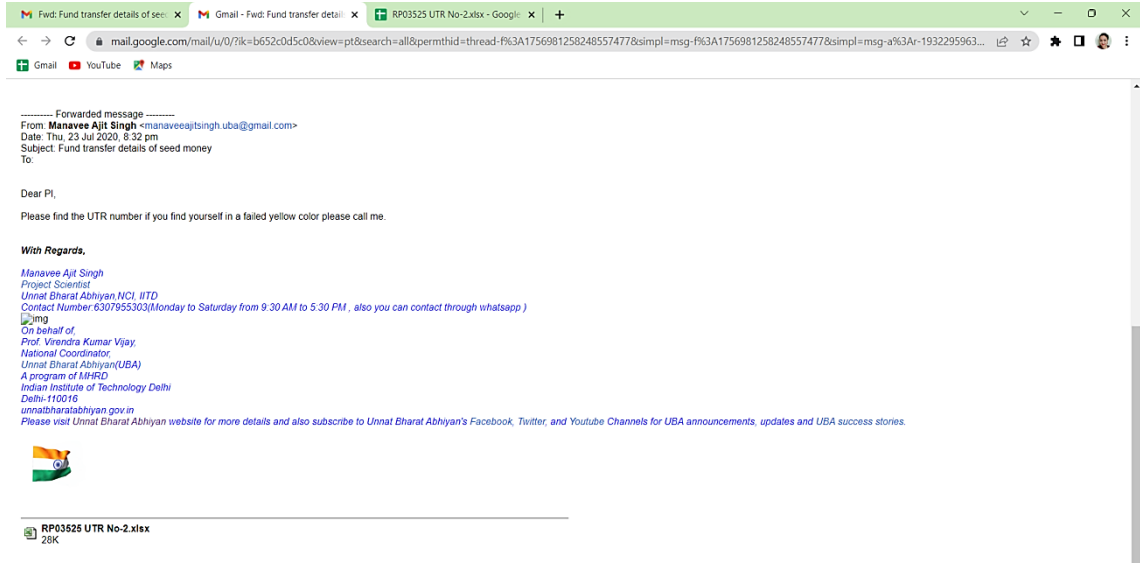 Fwd: Fund transfer details of see
Gmail - Fwd: Fund transfer detail
RP03525 UTR No-2.xlsx - Google
mail.google.com/mail/u/0/?ik=b652c0d5c0&view=pt&search=all&permthid=thread-f%3A1756981258248557477&simpl=msg-f%3A1756981258248557477&simpl=msg-a%3Ar-1932295963...
Gmail YouTube Maps
---------- Forwarded message ---------
From: Manavee Ajit Singh <manaveeajitsingh.uba@gmail.com>
Date: Thu, 23 Jul 2020, 8:32 pm
Subject: Fund transfer details of seed money
To:
Dear PI,
Please find the UTR number if you find yourself in a failed yellow color please call me.
With Regards,
Manavee Ajit Singh
Project Scientist
Unnat Bharat Abhiyan,NCI, IITD
Contact Number:6307955303(Monday to Saturday from 9:30 AM to 5:30 PM , also you can contact through whatsapp )
img
On behalf of,
Prof. Virendra Kumar Vijay,
National Coordinator,
Unnat Bharat Abhiyan(UBA)
A program of MHRD
Indian Institute of Technology Delhi
Delhi-110016
unnatbharatabhiyan.gov.in
Please visit Unnat Bharat Abhiyan website for more details and also subscribe to Unnat Bharat Abhiyan's Facebook, Twitter, and Youtube Channels for UBA announcements, updates and UBA success stories.
RP03525 UTR No-2.xlsx
28K